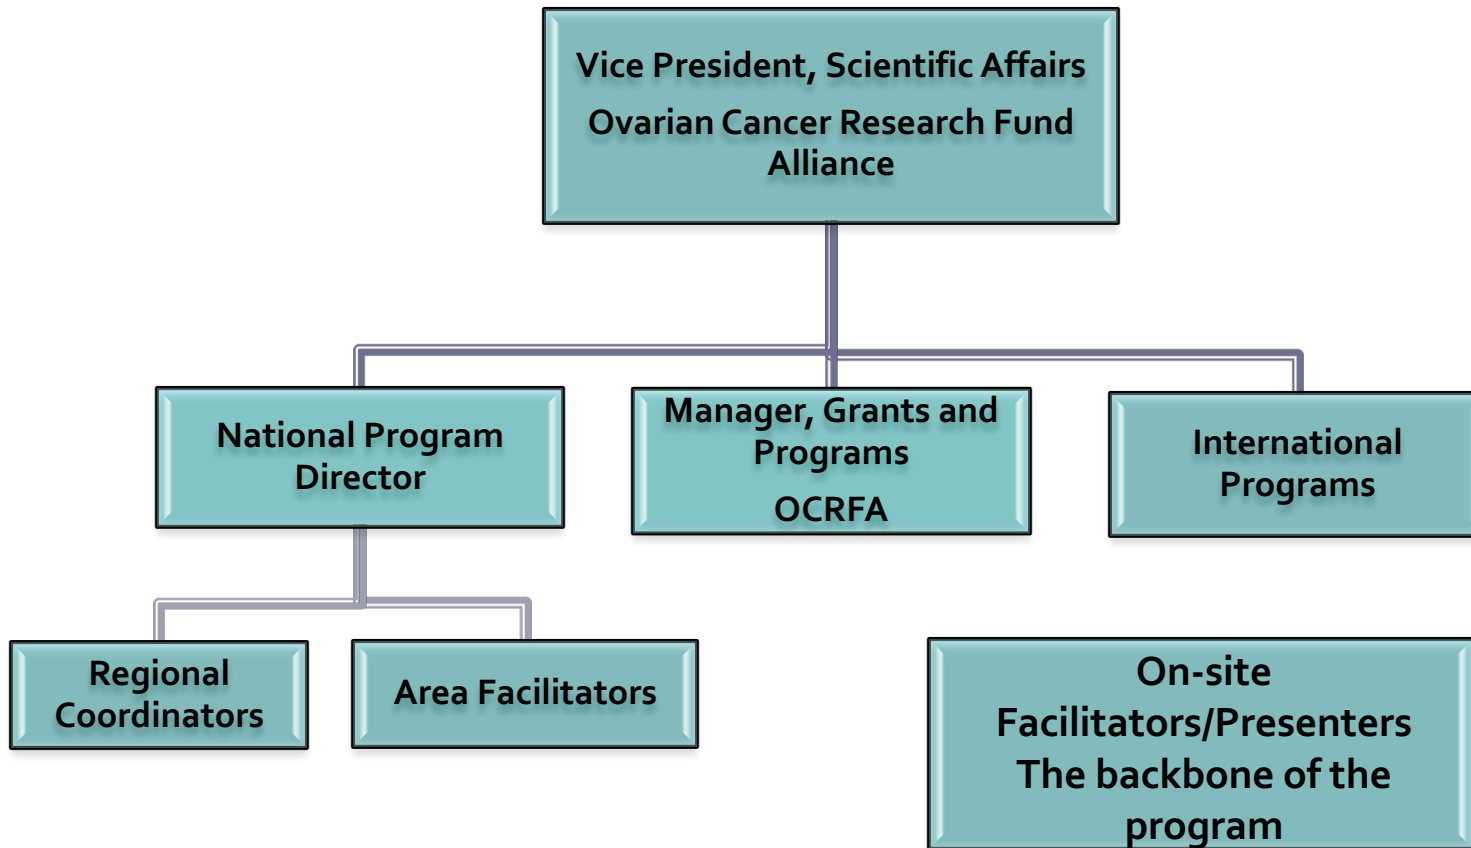 Vice President, Scientific Affairs
Ovarian Cancer Research Fund
Alliance
National Program
Director
Manager, Grants and
Programs
OCRFA
International
Programs
Regional
Coordinators
Area Facilitators
On-site
Facilitators/Presenters
The backbone of the
program